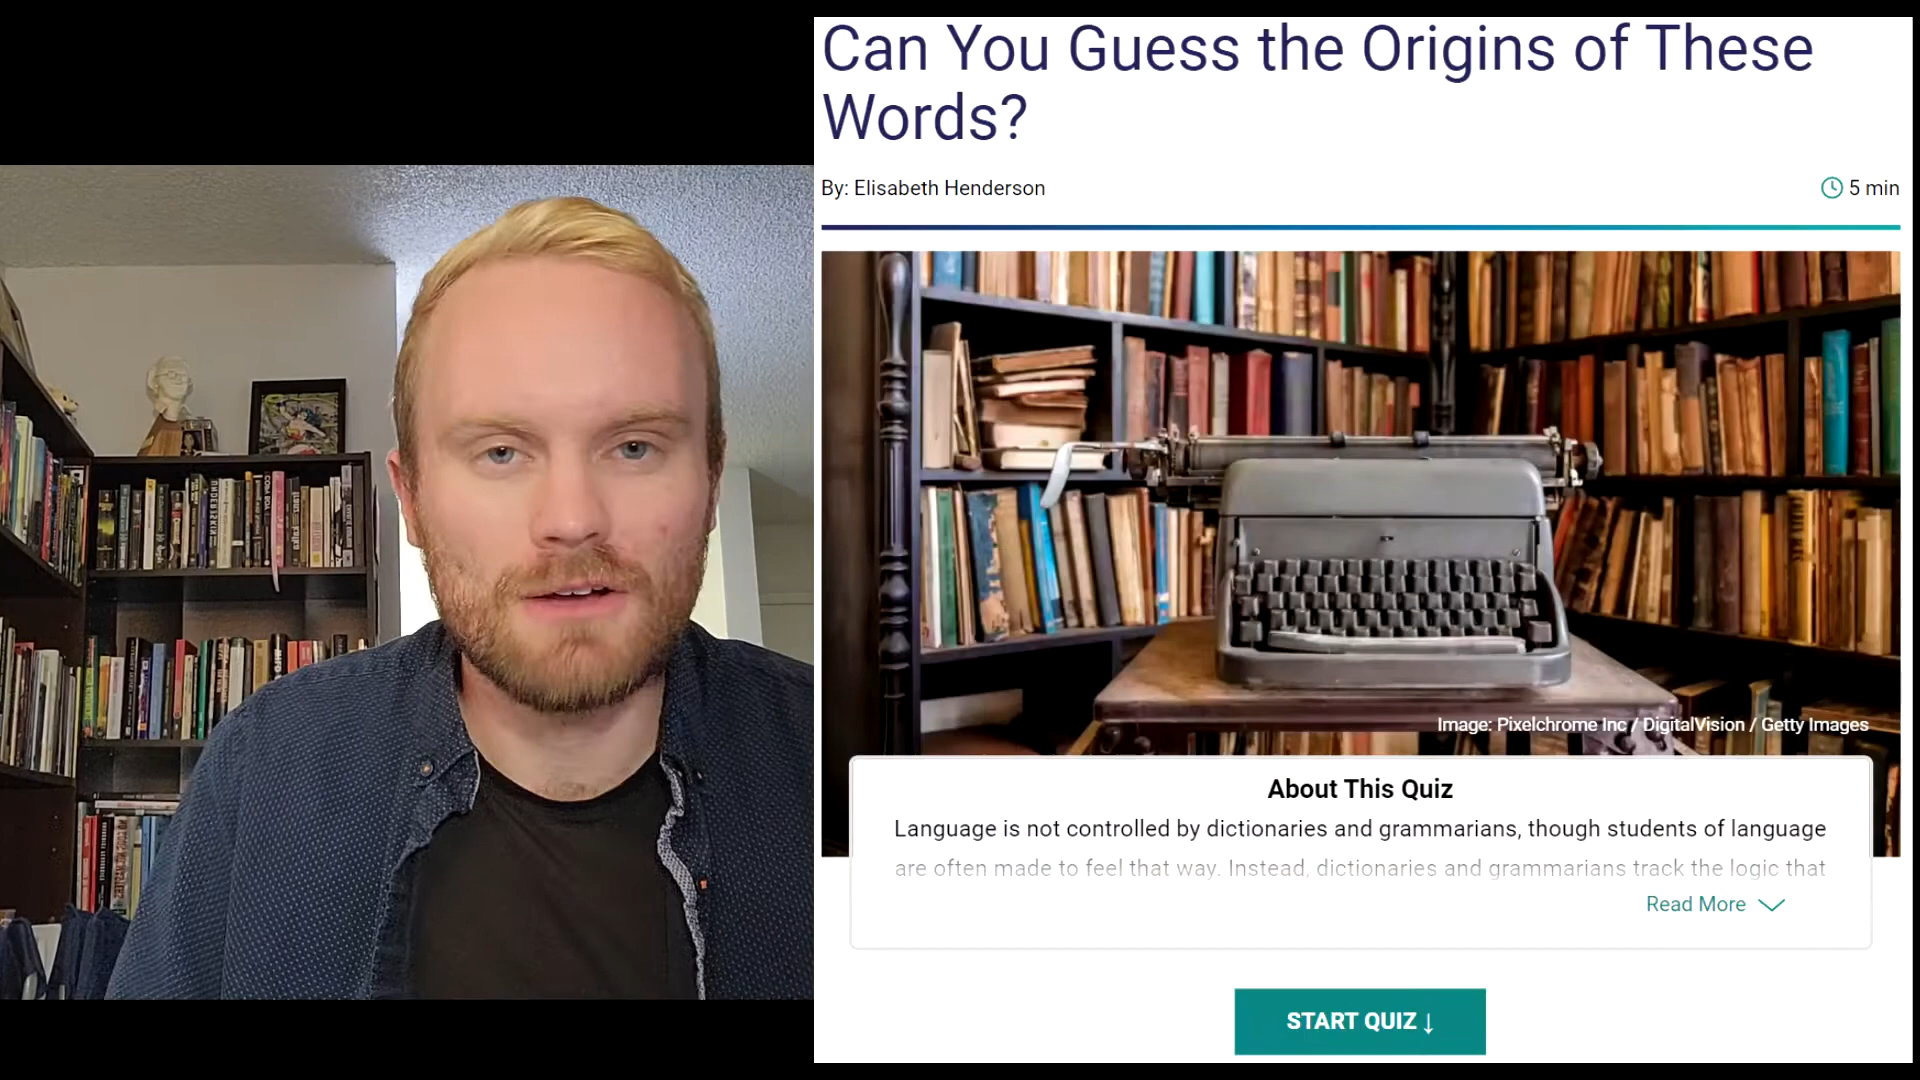 Can You Guess the Origins of These
Words?
By: Elisabeth Henderson
5 min
Image: Pixelchrome Inc / DigitalVision / Getty Images
About This Quiz
Language is not controlled by dictionaries and grammarians, though students of language
are often made to feel that way. Instead, dictionaries and grammarians track the logic that
Read More
START QUIZ ↓